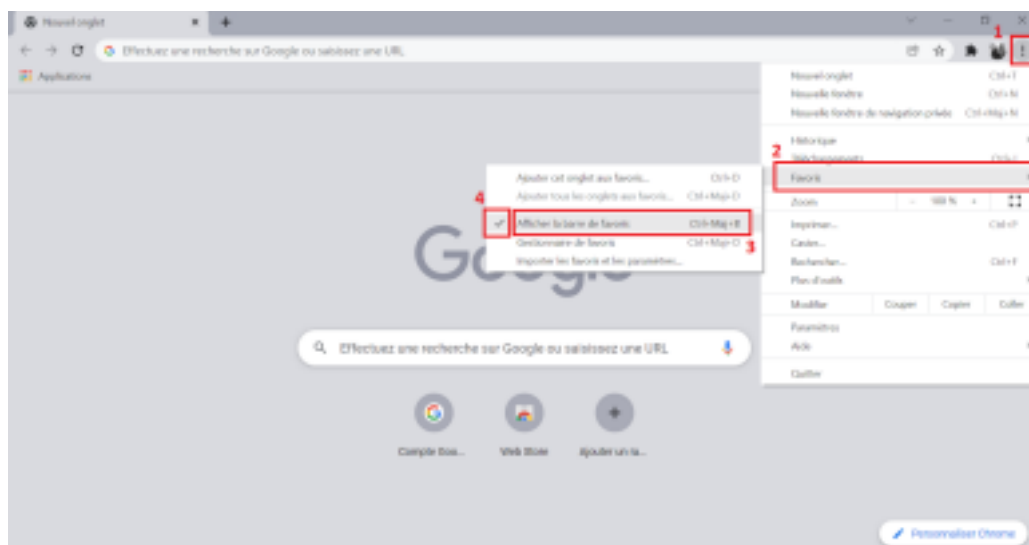 Nouvel onglet
1
Effectuez une recherche sur Google ou saisissez une URL
Applications
Nouvel onglet Ctrl+T
Nouvelle fenêtre Ctrl+N
Nouvelle fenêtre de navigation privée Ctrl+Maj+N
Historique
2
Téléchargements Ctrl+J
Favoris
Ajouter cet onglet aux favoris... Ctrl+D
Ajouter tous les onglets aux favoris... Ctrl+Maj+D
4
Afficher la barre de favoris Ctrl+Maj+B
3
Gestionnaire de favoris Ctrl+Maj+O
Importer les favoris et les paramètres...
Zoom - 100 % +
Imprimer... Ctrl+P
Caster...
Rechercher... Ctrl+F
Plus d'outils
Modifier Couper Copier Coller
Paramètres
Aide
Quitter
Google
Effectuez une recherche sur Google ou saisissez une URL
Compte Goo...
Web Store
Ajouter un ra...
Personnaliser Chrome